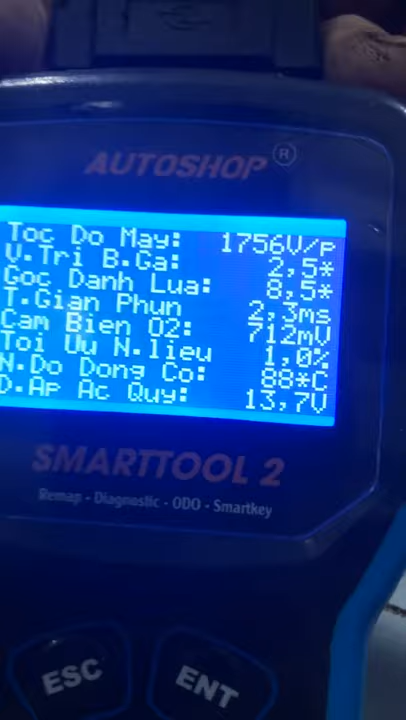 AUTOSHOP®
Toc Do May: 1756V/P
V.Tri B.Ga: 2,5*
Goc Danh Lua: 8,5*
T.Gian Phun 2,3ms
Cam Bien O2: 712mV
Toi Uu N.lieu 1,0%
N.Do Dong Co: 88*C
D.Ap Ac Quy: 13,7V
SMARTTOOL 2
Remap - Diagnostic - ODO - Smartkey
ESC
ENT